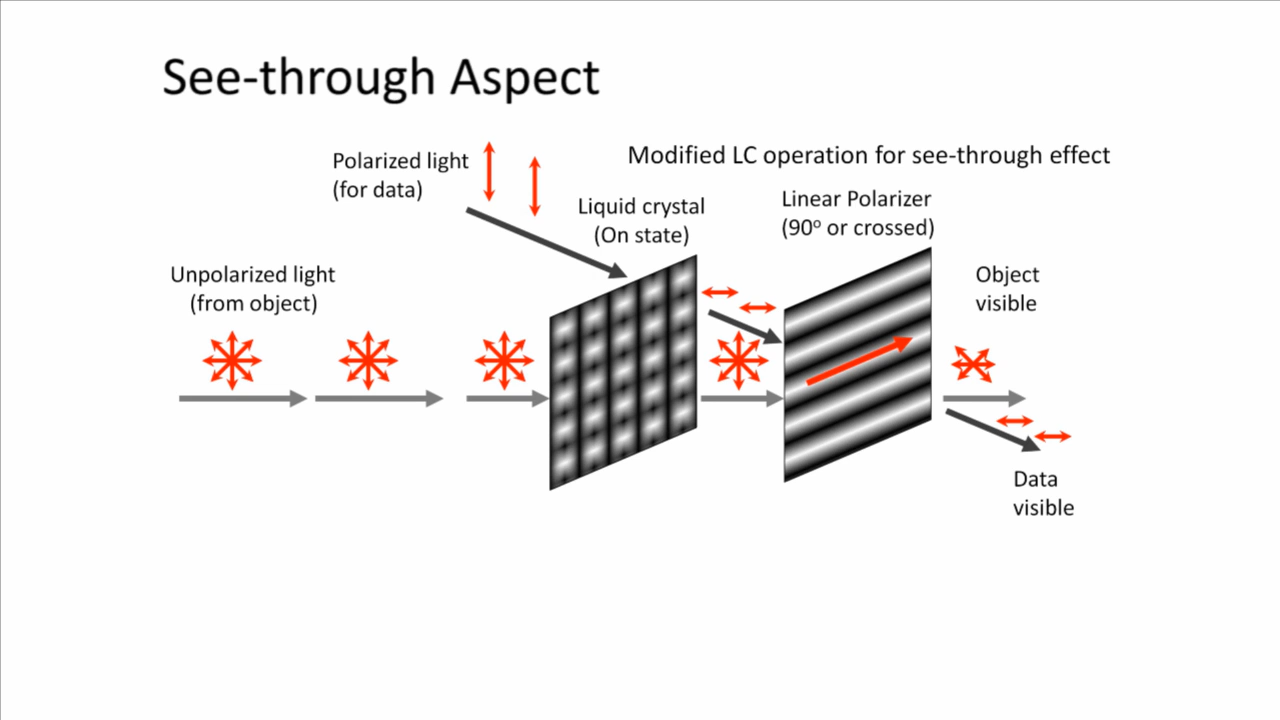 See-through Aspect
Polarized light
(for data)
Modified LC operation for see-through effect
Liquid crystal
(On state)
Linear Polarizer
(90º or crossed)
Unpolarized light
(from object)
Object
visible
Data
visible